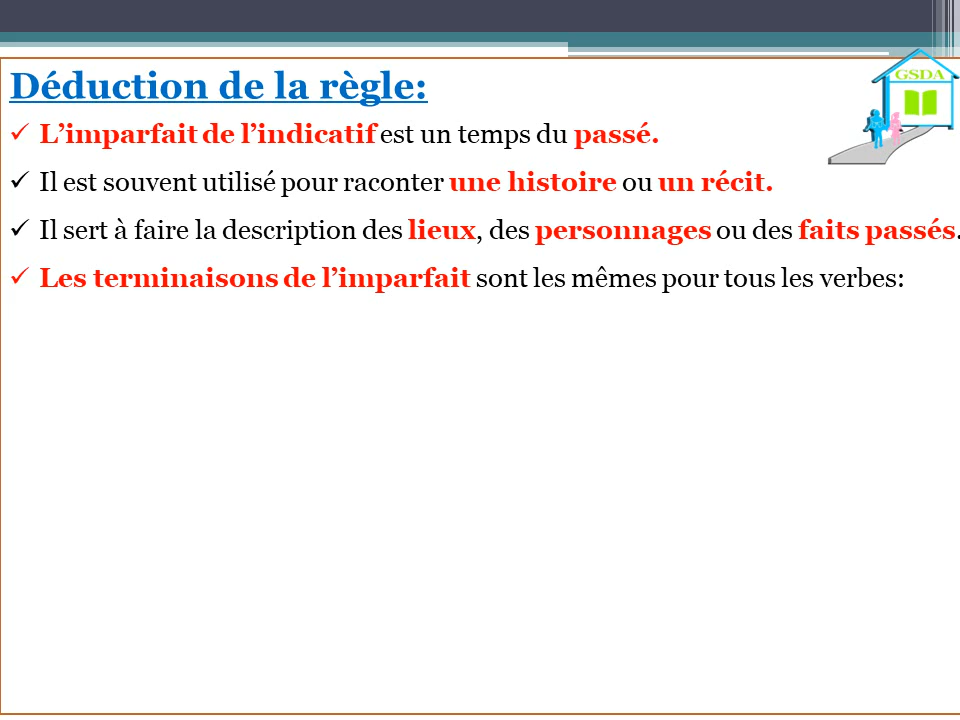 GSDA
Déduction de la règle:
✓ L’imparfait de l’indicatif est un temps du passé.
✓ Il est souvent utilisé pour raconter une histoire ou un récit.
✓ Il sert à faire la description des lieux, des personnages ou des faits passés.
✓ Les terminaisons de l’imparfait sont les mêmes pour tous les verbes: